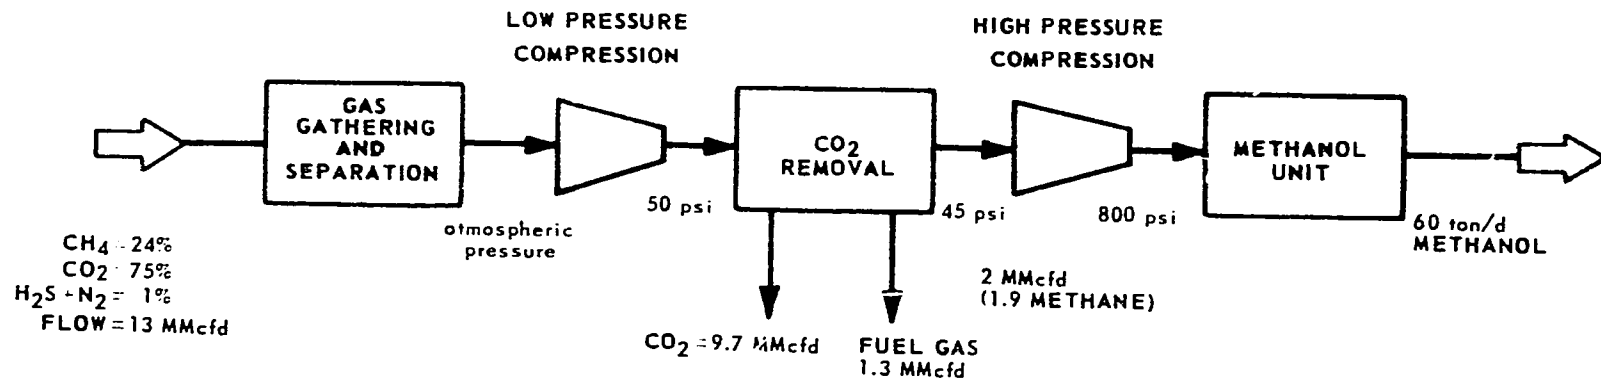 LOW PRESSURE
COMPRESSION
HIGH PRESSURE
COMPRESSION
GAS
GATHERING
AND
SEPARATION
CO2
REMOVAL
METHANOL
UNIT
atmospheric
pressure
50 psi
45 psi
800 psi
60 ton/d
METHANOL
CH4 = 24%
CO2 75%
H2S + N2 = 1%
FLOW = 13 MMcfd
2 MMcfd
(1.9 METHANE)
CO2 = 9.7 MMcfd
FUEL GAS
1.3 MMcfd